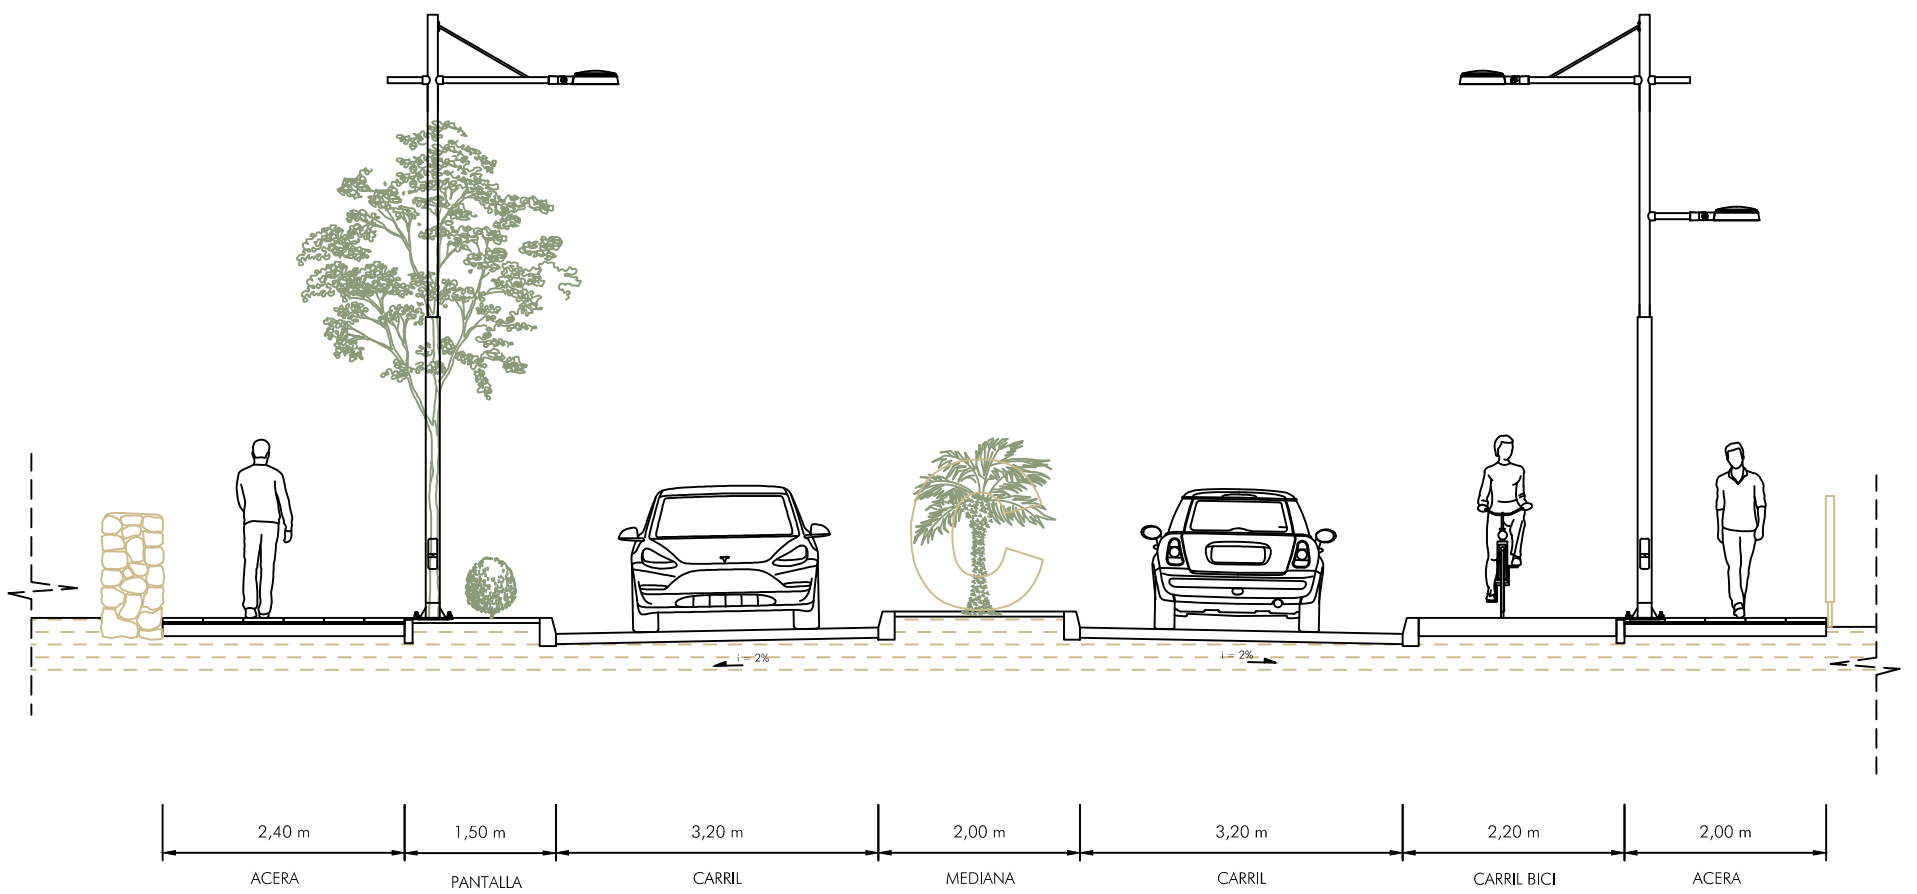 C
i = 2%
i = 2%
2,40 m
1,50 m
3,20 m
2,00 m
3,20 m
2,20 m
2,00 m
ACERA
PANTALLA
CARRIL
MEDIANA
CARRIL
CARRIL BICI
ACERA